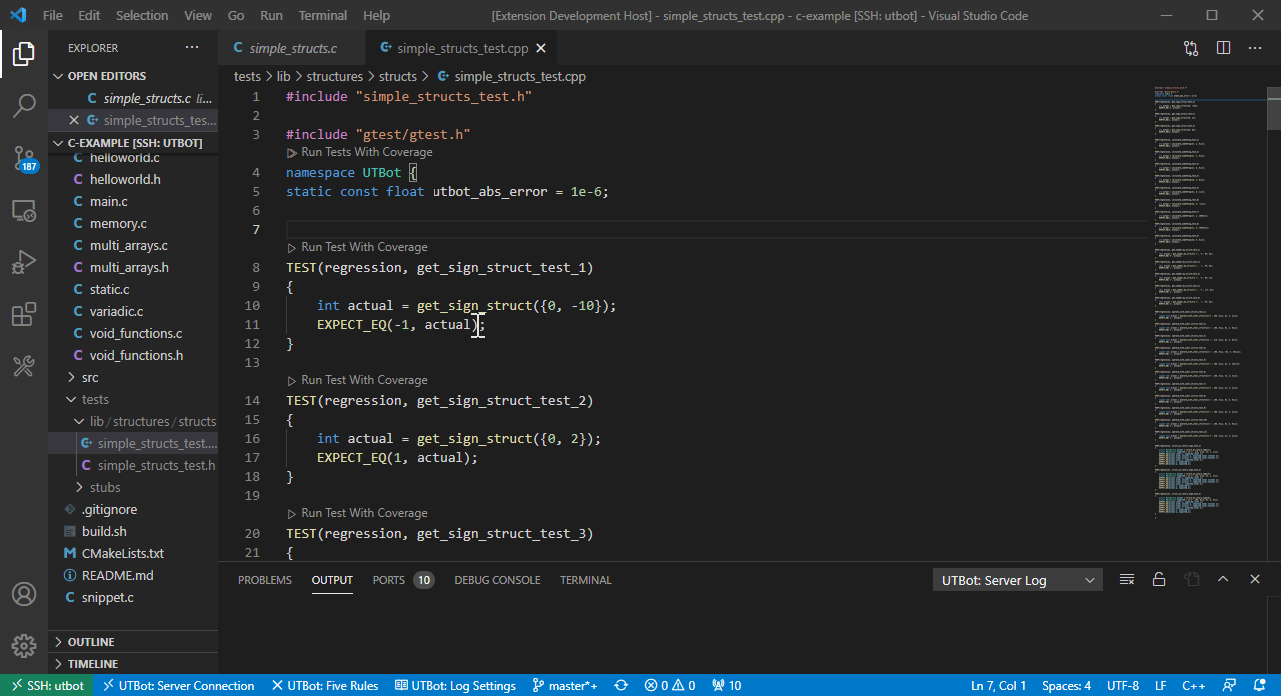 File Edit Selection View Go Run Terminal Help [Extension Development Host] - simple_structs_test.cpp - c-example [SSH: utbot] - Visual Studio Code
EXPLORER ···
OPEN EDITORS
C simple_structs.c li...
simple_structs_tes...
C-EXAMPLE [SSH: UTBOT]
C helloworld.c
C helloworld.h
C main.c
C memory.c
C multi_arrays.c
C multi_arrays.h
C static.c
C variadic.c
C void_functions.c
C void_functions.h
src
tests
lib / structures / structs
simple_structs_test....
C simple_structs_test.h
stubs
.gitignore
build.sh
M CMakeLists.txt
README.md
C snippet.c
OUTLINE
TIMELINE
187
C simple_structs.c
simple_structs_test.cpp
tests > lib > structures > structs > simple_structs_test.cpp
1 #include "simple_structs_test.h"
2
3 #include "gtest/gtest.h"
Run Tests With Coverage
4 namespace UTBot {
5 static const float utbot_abs_error = 1e-6;
6
7
Run Test With Coverage
8 TEST(regression, get_sign_struct_test_1)
9 {
10 int actual = get_sign_struct({0, -10});
11 EXPECT_EQ(-1, actual);
12 }
13
Run Test With Coverage
14 TEST(regression, get_sign_struct_test_2)
15 {
16 int actual = get_sign_struct({0, 2});
17 EXPECT_EQ(1, actual);
18 }
19
Run Test With Coverage
20 TEST(regression, get_sign_struct_test_3)
21 {
PROBLEMS OUTPUT PORTS 10 DEBUG CONSOLE TERMINAL UTBot: Server Log
SSH: utbot UTBot: Server Connection UTBot: Five Rules UTBot: Log Settings master*+ 0 0 10 Ln 7, Col 1 Spaces: 4 UTF-8 LF C++